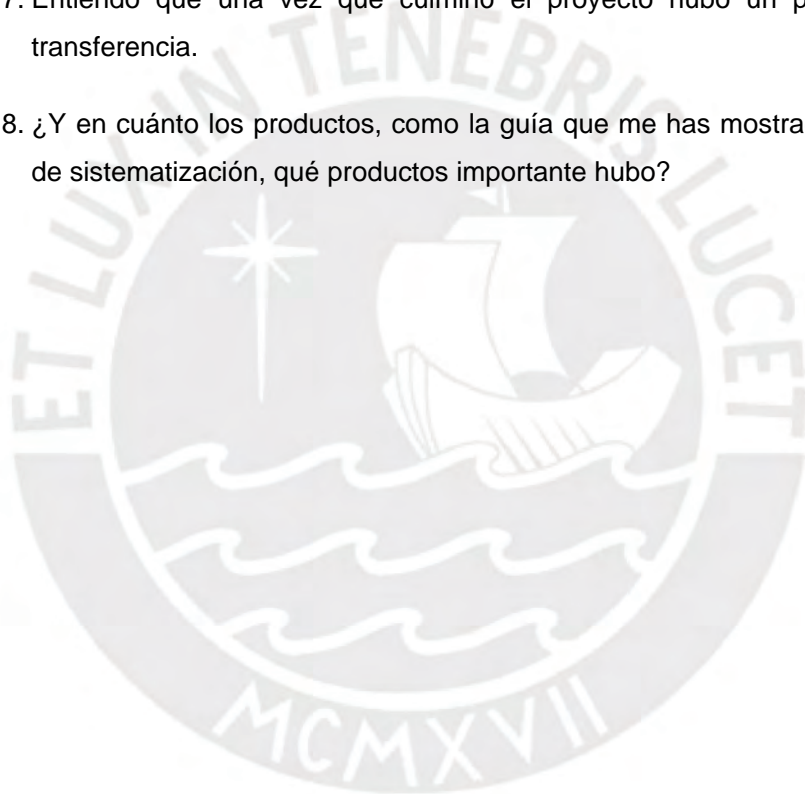 7. Entiendo que una vez que culminó el proyecto hubo un p
transferencia.
8. ¿Y en cuánto los productos, como la guía que me has mostra
de sistematización, qué productos importante hubo?
ET LUX IN TENEBRIS LUCET
MCMXVII